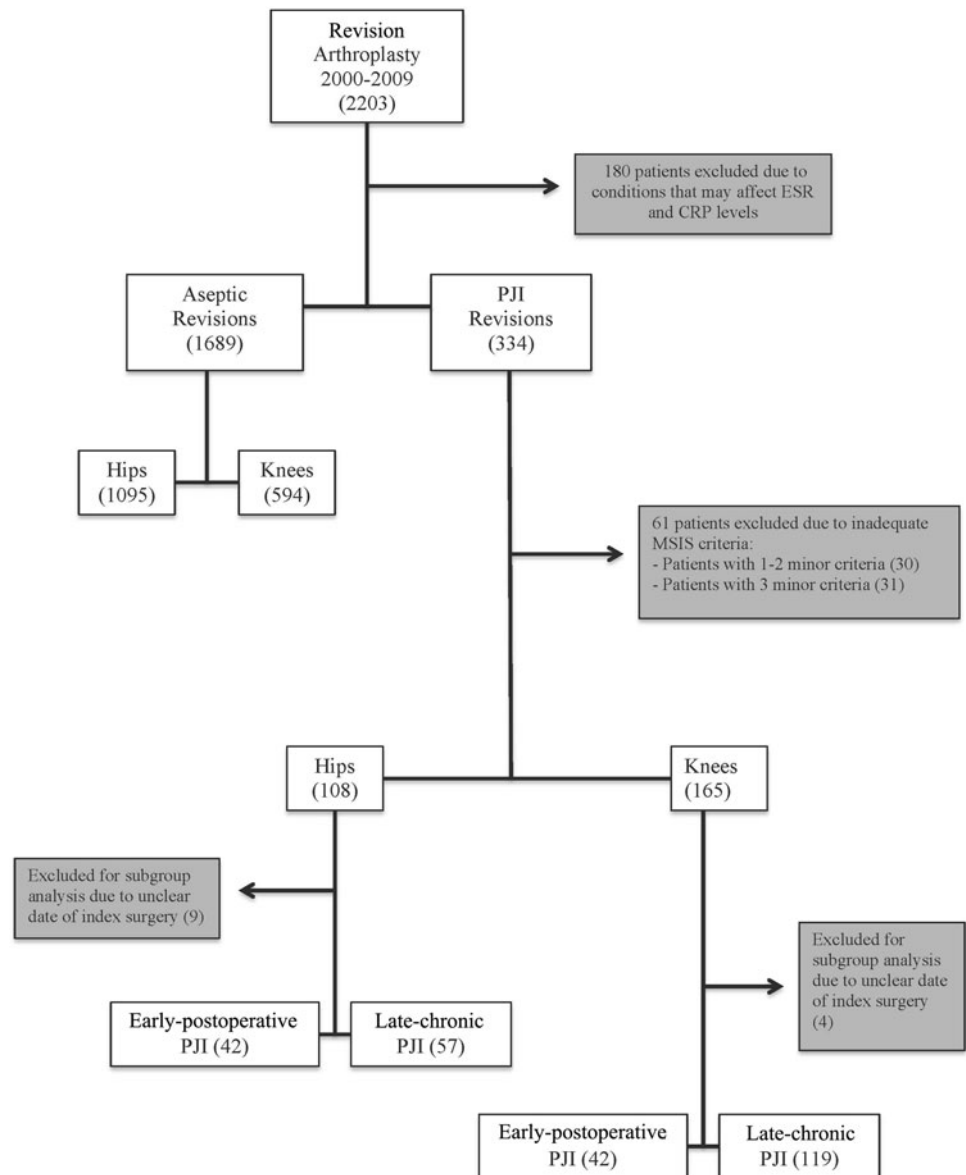 Revision
Arthroplasty
2000-2009
(2203)
180 patients excluded due to
conditions that may affect ESR
and CRP levels
Aseptic
Revisions
(1689)
PJI
Revisions
(334)
Hips
(1095)
Knees
(594)
61 patients excluded due to inadequate
MSIS criteria:
- Patients with 1-2 minor criteria (30)
- Patients with 3 minor criteria (31)
Hips
(108)
Knees
(165)
Excluded for subgroup
analysis due to unclear
date of index surgery (9)
Excluded for
subgroup analysis
due to unclear date
of index surgery
(4)
Early-postoperative
PJI (42)
Late-chronic
PJI (57)
Early-postoperative
PJI (42)
Late-chronic
PJI (119)